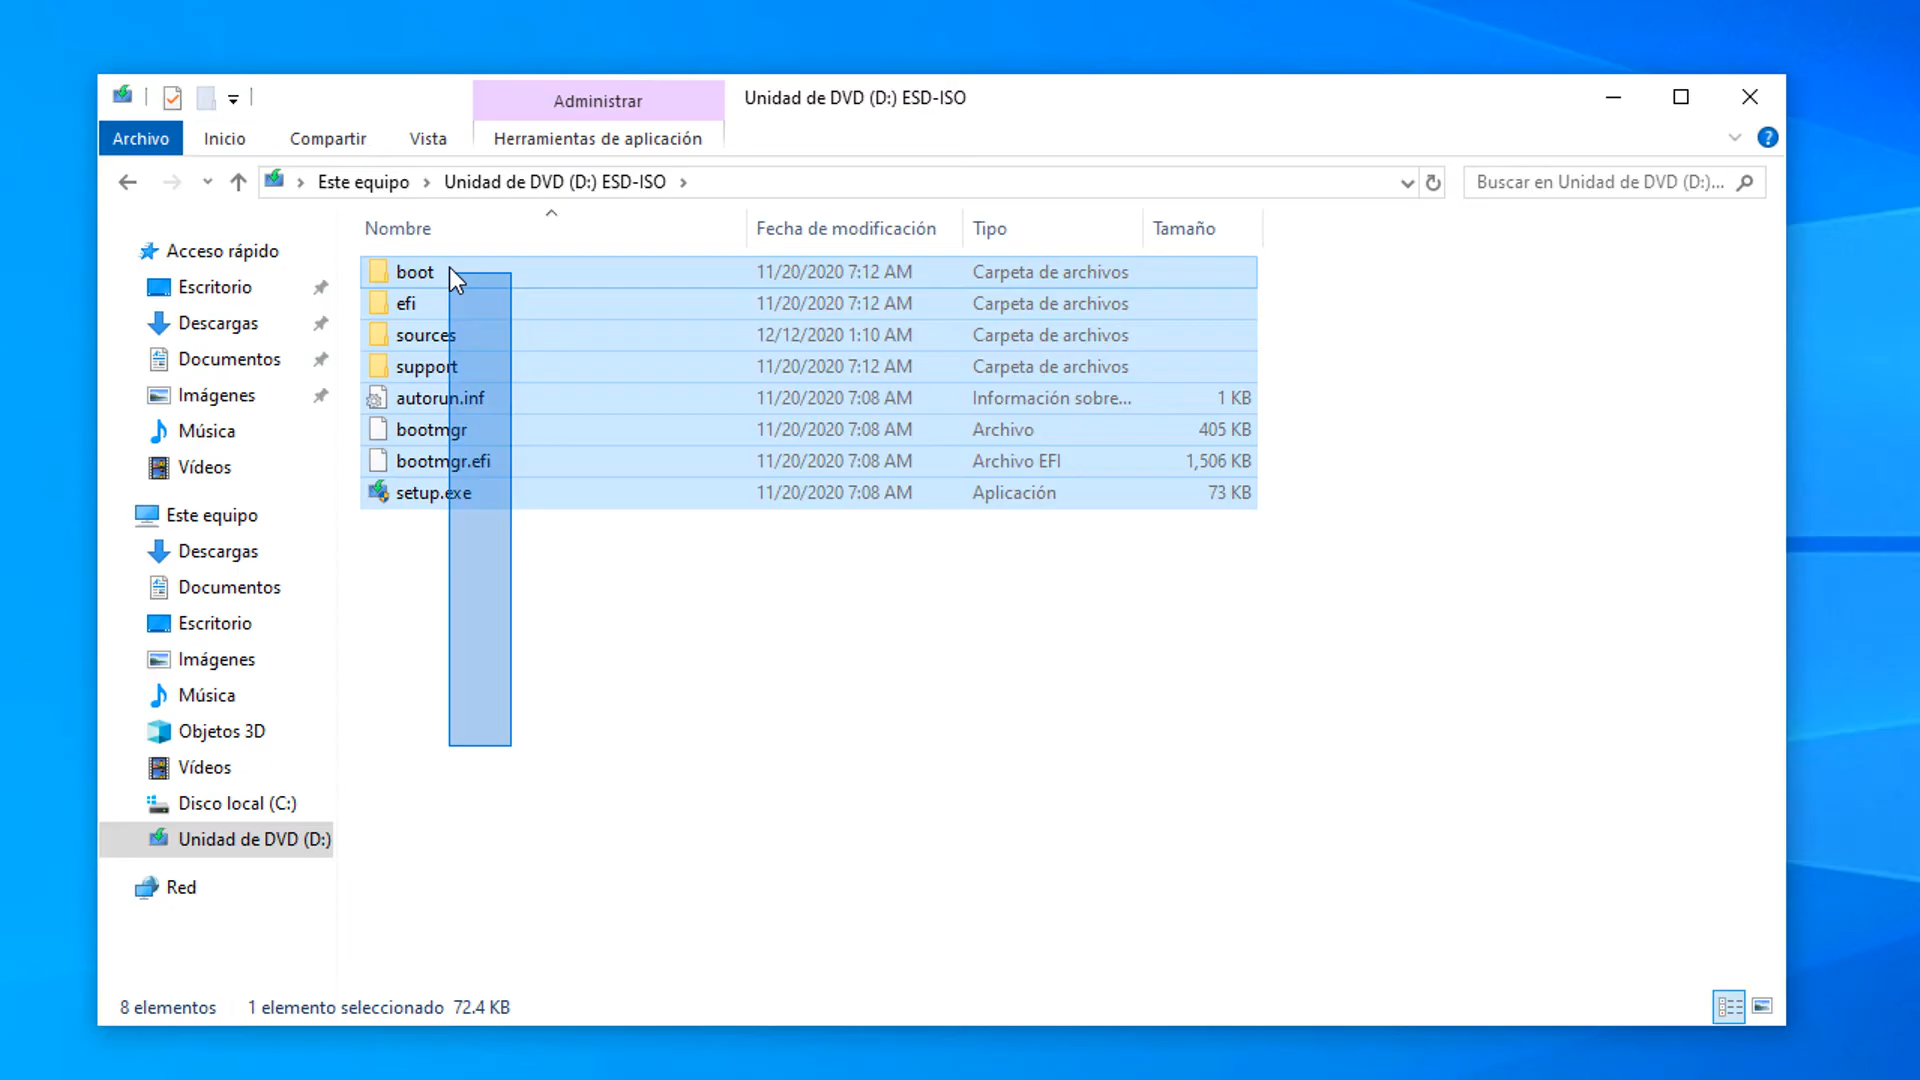 Administrar
Unidad de DVD (D:) ESD-ISO
Archivo Inicio Compartir Vista Herramientas de aplicación
Este equipo Unidad de DVD (D:) ESD-ISO Buscar en Unidad de DVD (D:)...
Nombre Fecha de modificación Tipo Tamaño
boot 11/20/2020 7:12 AM Carpeta de archivos
efi 11/20/2020 7:12 AM Carpeta de archivos
sources 12/12/2020 1:10 AM Carpeta de archivos
support 11/20/2020 7:12 AM Carpeta de archivos
autorun.inf 11/20/2020 7:08 AM Información sobre... 1 KB
bootmgr 11/20/2020 7:08 AM Archivo 405 KB
bootmgr.efi 11/20/2020 7:08 AM Archivo EFI 1,506 KB
setup.exe 11/20/2020 7:08 AM Aplicación 73 KB
Acceso rápido
Escritorio
Descargas
Documentos
Imágenes
Música
Vídeos
Este equipo
Descargas
Documentos
Escritorio
Imágenes
Música
Objetos 3D
Vídeos
Disco local (C:)
Unidad de DVD (D:)
Red
8 elementos 1 elemento seleccionado 72.4 KB